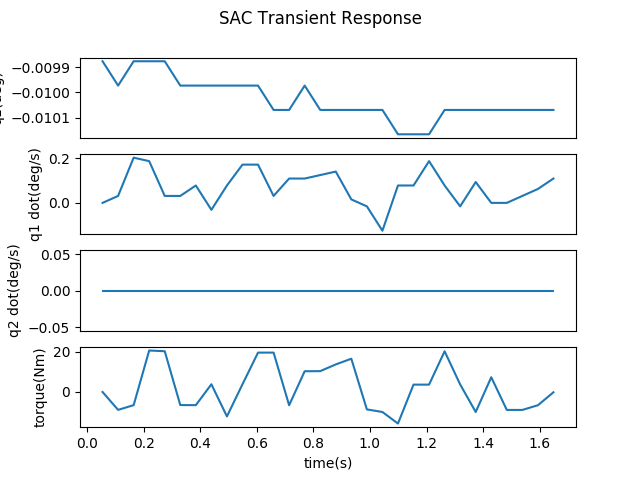 SAC Transient Response
−0.0099
−0.0100
−0.0101
0.2
0.0
q1 dot(deg/s)
0.05
0.00
−0.05
q2 dot(deg/s)
20
0
torque(Nm)
0.0 0.2 0.4 0.6 0.8 1.0 1.2 1.4 1.6
time(s)